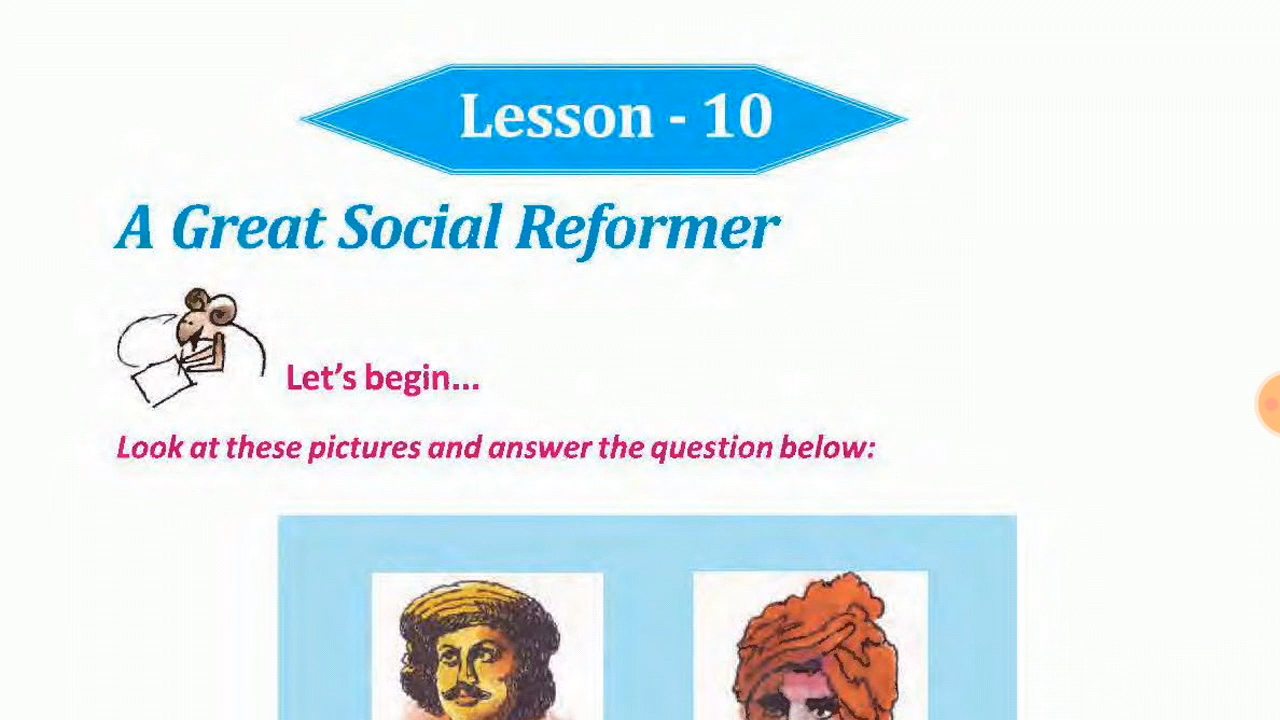 Lesson - 10
A Great Social Reformer
Let's begin...
Look at these pictures and answer the question below: